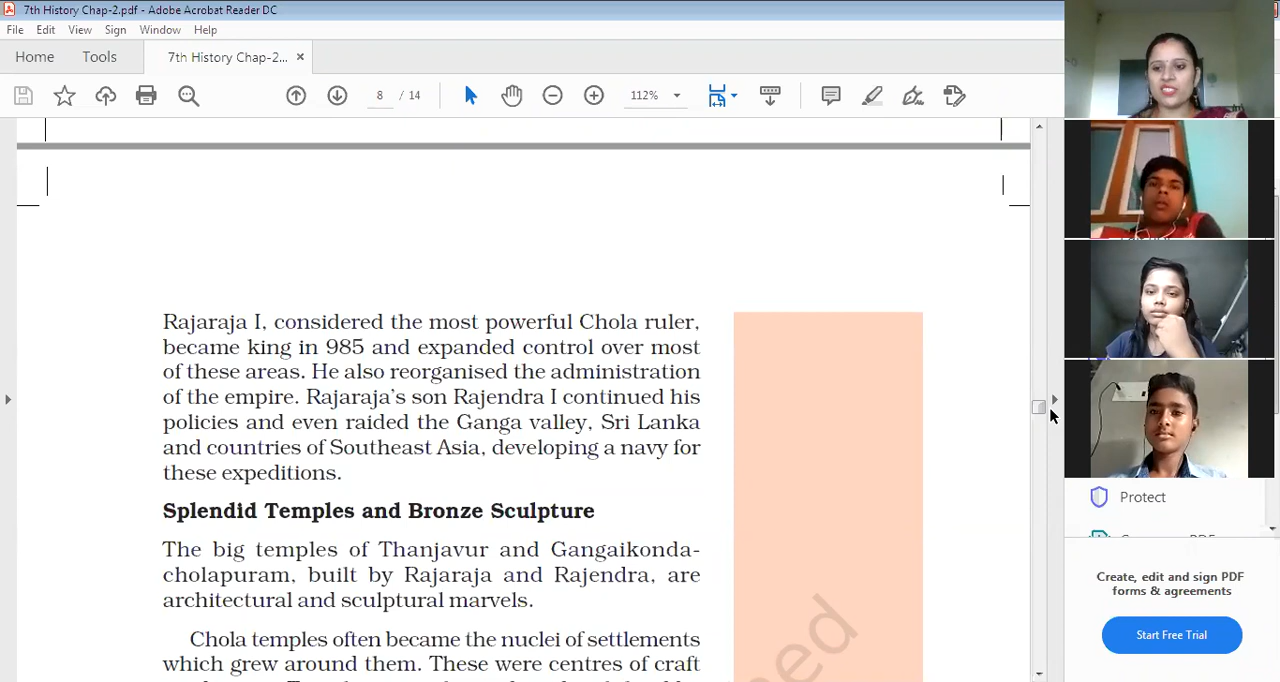 7th History Chap-2.pdf - Adobe Acrobat Reader DC
File Edit View Sign Window Help
Home Tools 7th History Chap-2... ×
8 / 14 112%
Rajaraja I, considered the most powerful Chola ruler,
became king in 985 and expanded control over most
of these areas. He also reorganised the administration
of the empire. Rajaraja's son Rajendra I continued his
policies and even raided the Ganga valley, Sri Lanka
and countries of Southeast Asia, developing a navy for
these expeditions.
Splendid Temples and Bronze Sculpture
The big temples of Thanjavur and Gangaikonda-
cholapuram, built by Rajaraja and Rajendra, are
architectural and sculptural marvels.
Chola temples often became the nuclei of settlements
which grew around them. These were centres of craft
Protect
Create, edit and sign PDF
forms & agreements
Start Free Trial